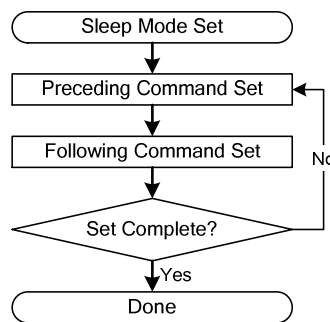 Sleep Mode Set
Preceding Command Set
Following Command Set
No
Set Complete?
Yes
Done